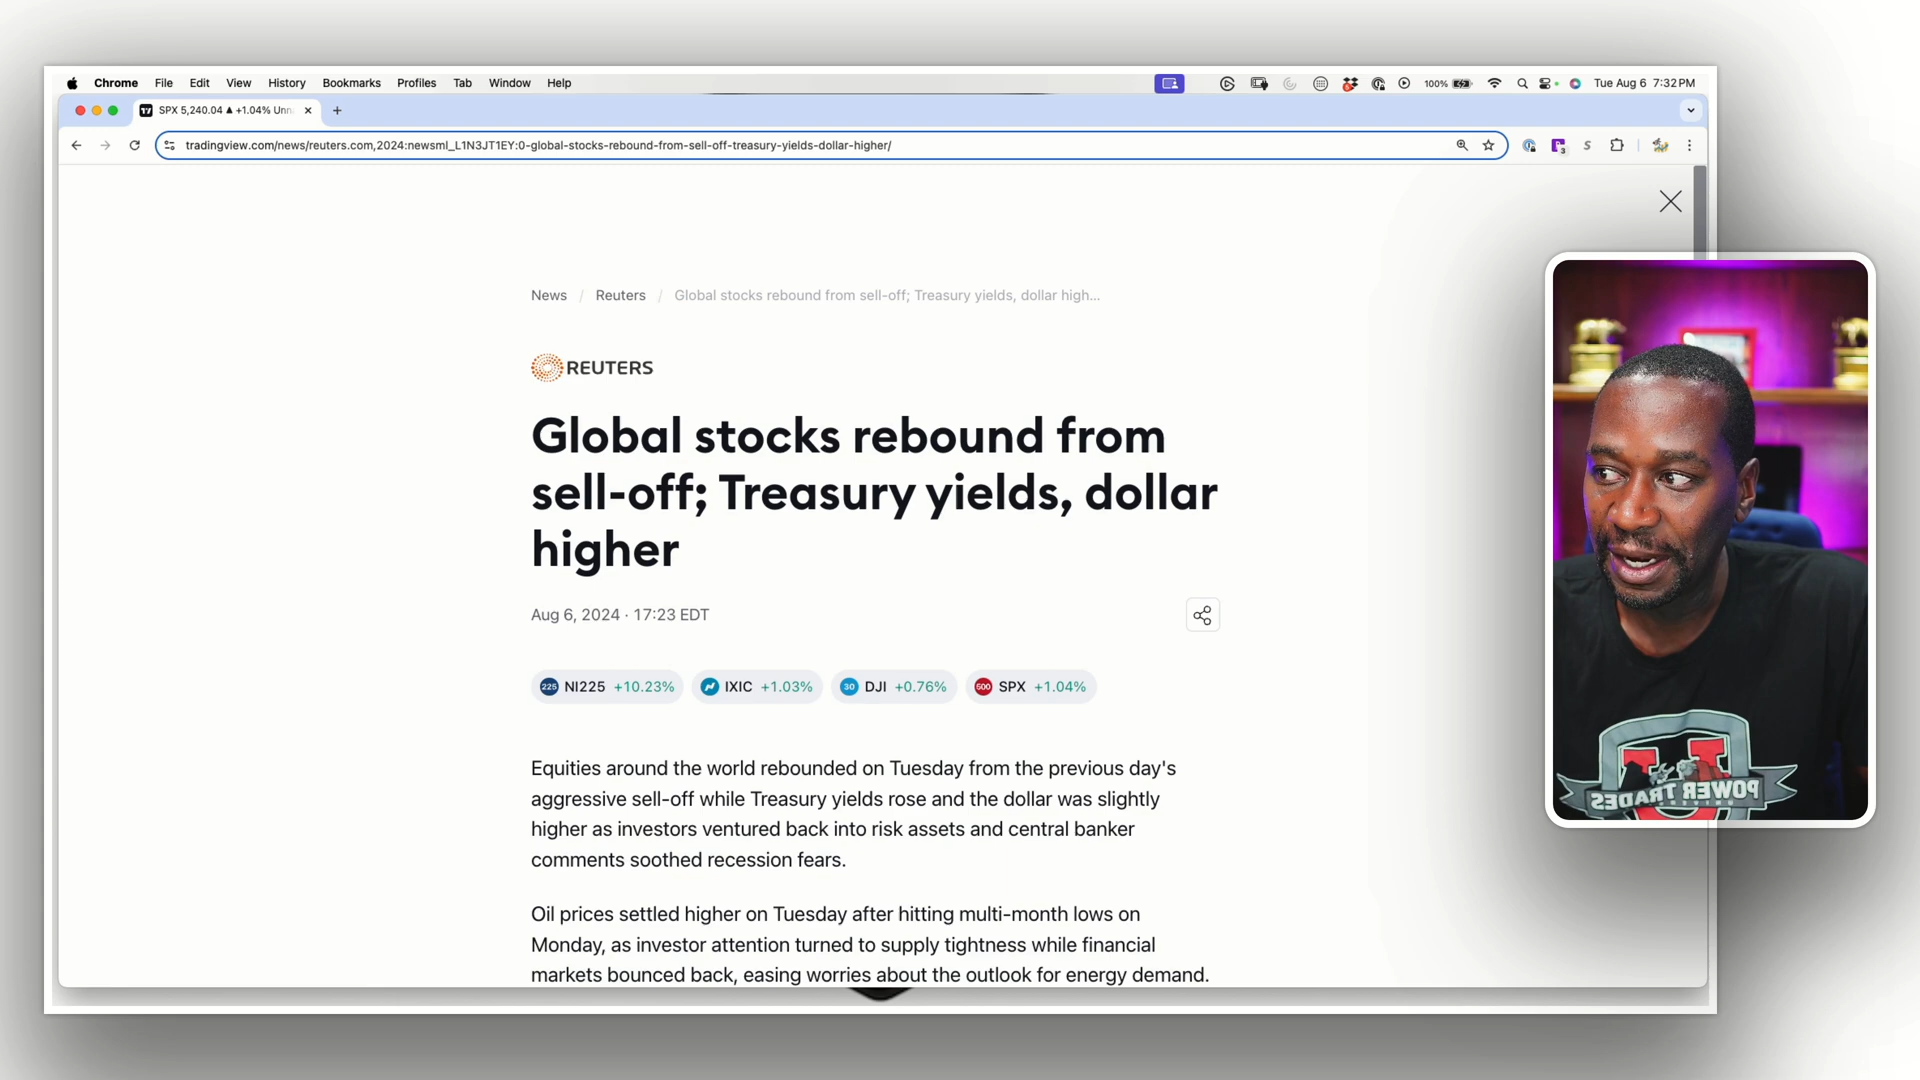 Chrome File Edit View History Bookmarks Profiles Tab Window Help 100% Tue Aug 6 7:32 PM
SPX 5,240.04 ▲ +1.04% Unn
tradingview.com/news/reuters.com,2024:newsml_L1N3JT1EY:0-global-stocks-rebound-from-sell-off-treasury-yields-dollar-higher/
3 S
News / Reuters / Global stocks rebound from sell-off; Treasury yields, dollar high...
REUTERS
Global stocks rebound from
sell-off; Treasury yields, dollar
higher
Aug 6, 2024 · 17:23 EDT
225 NI225 +10.23% IXIC +1.03% 30 DJI +0.76% 500 SPX +1.04%
Equities around the world rebounded on Tuesday from the previous day's
aggressive sell-off while Treasury yields rose and the dollar was slightly
higher as investors ventured back into risk assets and central banker
comments soothed recession fears.
Oil prices settled higher on Tuesday after hitting multi-month lows on
Monday, as investor attention turned to supply tightness while financial
markets bounced back, easing worries about the outlook for energy demand.
U
POWER TRADES